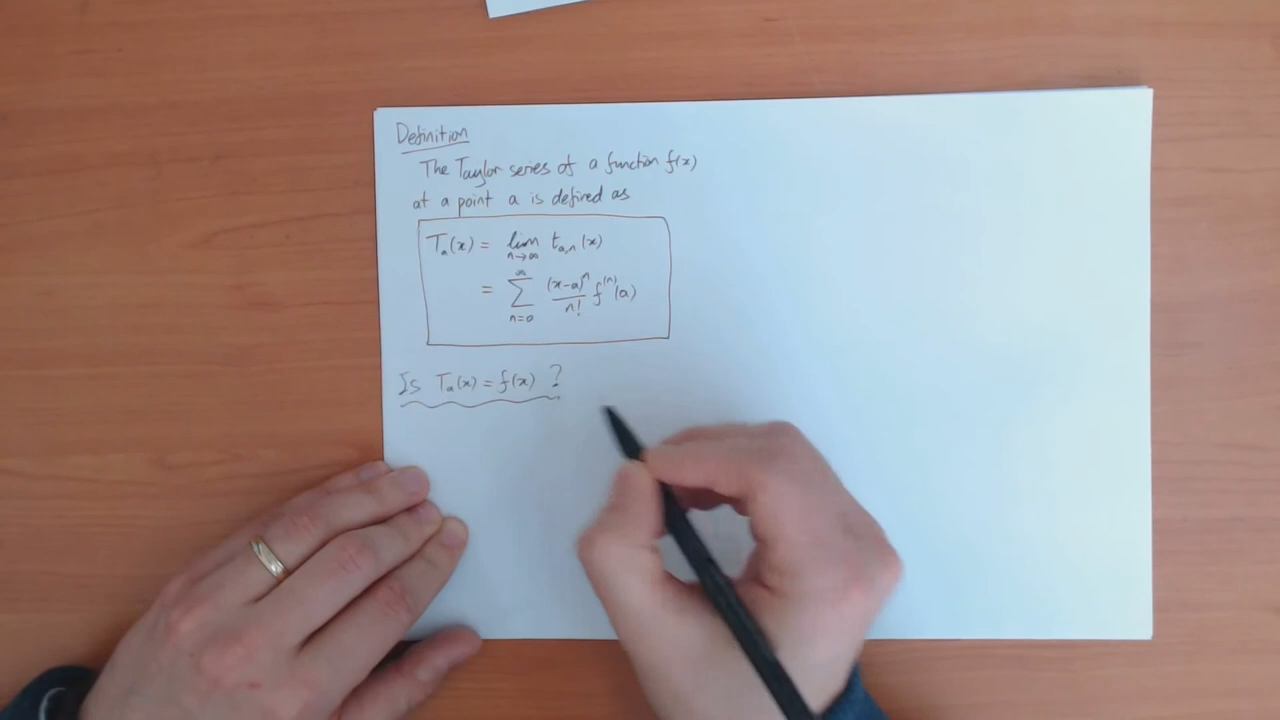 Definition
The Taylor series of a function f(x)
at a point a is defined as
Tₐ(x) = lim n→∞ tₐ,ₙ(x)
= ∑ n=0 ∞ (x-a)ⁿ/n! f⁽ⁿ⁾(a)
Is Tₐ(x) = f(x) ?